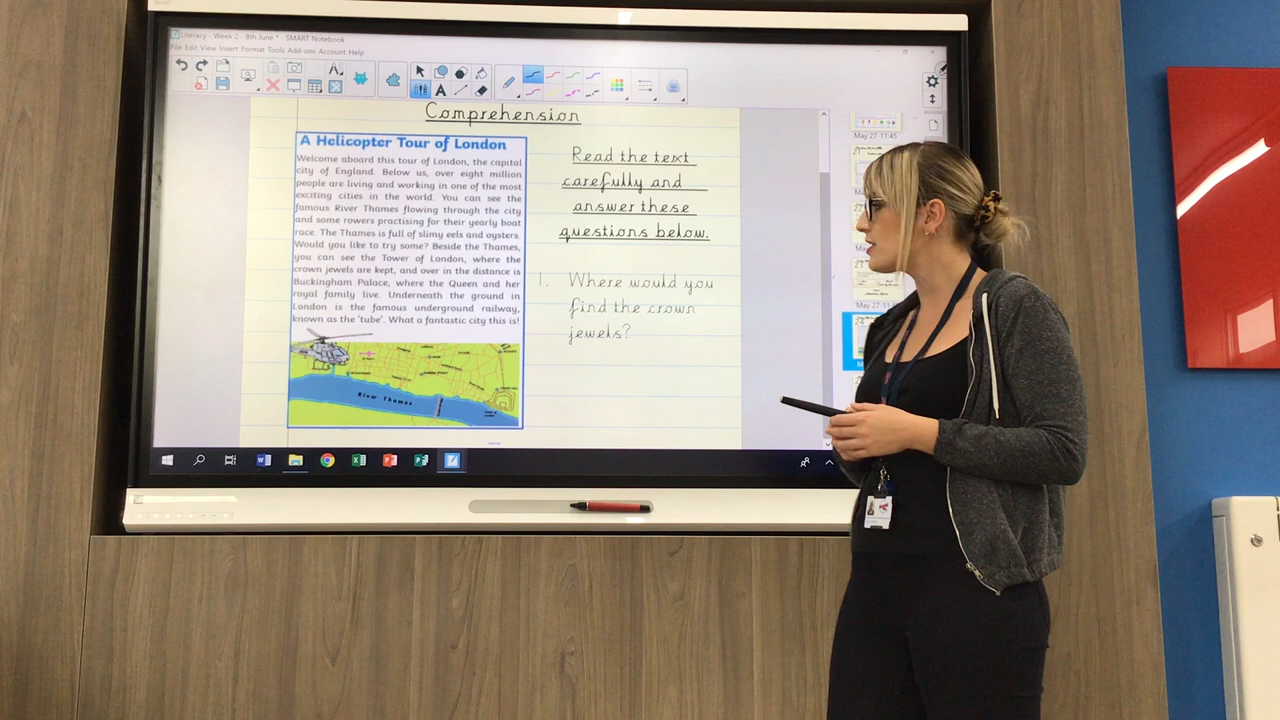 Literacy - Week 2 - 8th June * - SMART Notebook
File Edit View Insert Format Tools Add-ons Account Help
Comprehension
A Helicopter Tour of London
Welcome aboard this tour of London, the capital
city of England. Below us, over eight million
people are living and working in one of the most
exciting cities in the world. You can see the
famous River Thames flowing through the city
and some rowers practising for their yearly boat
race. The Thames is full of slimy eels and oysters.
Would you like to try some? Beside the Thames,
you can see the Tower of London, where the
crown jewels are kept, and over in the distance is
Buckingham Palace, where the Queen and her
royal family live. Underneath the ground in
London is the famous underground railway,
known as the 'tube'. What a fantastic city this is!
River Thames
Read the text
carefully and
answer these
questions below.
1. Where would you
find the crown
jewels?
May 27-11:45
21
23
24